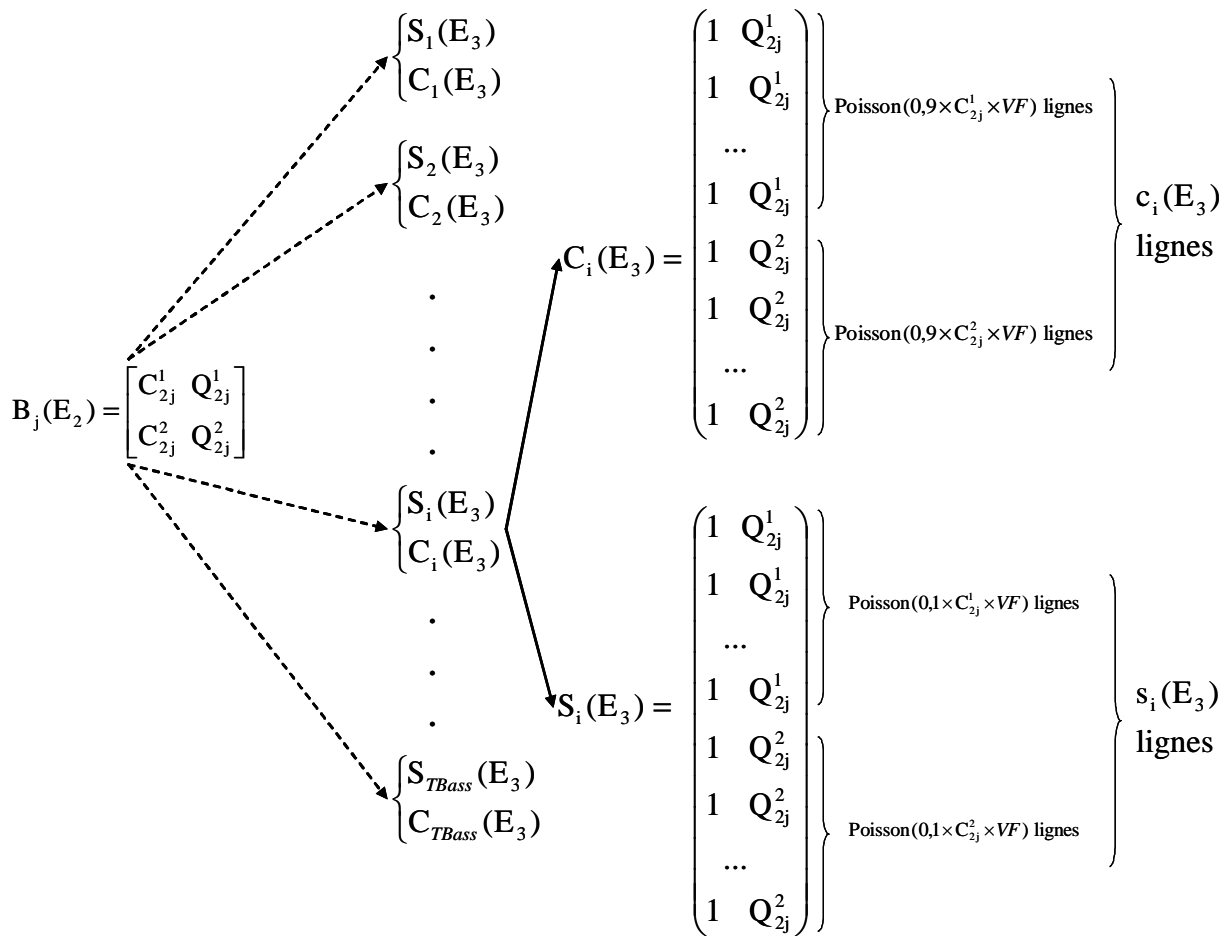 S₁(E₃)
C₁(E₃)
S₂(E₃)
C₂(E₃)
.
.
.
.
B_j(E₂) = [C¹₂j Q¹₂j
C²₂j Q²₂j]
S_i(E₃)
C_i(E₃)
.
.
.
S_TBass(E₃)
C_TBass(E₃)
C_i(E₃) =
1 Q¹₂j
1 Q¹₂j
...
1 Q¹₂j
1 Q²₂j
1 Q²₂j
...
1 Q²₂j
Poisson(0,9×C¹₂j×VF) lignes
Poisson(0,9×C²₂j×VF) lignes
c_i(E₃)
lignes
S_i(E₃) =
1 Q¹₂j
1 Q¹₂j
...
1 Q¹₂j
1 Q²₂j
1 Q²₂j
...
1 Q²₂j
Poisson(0,1×C¹₂j×VF) lignes
Poisson(0,1×C²₂j×VF) lignes
s_i(E₃)
lignes